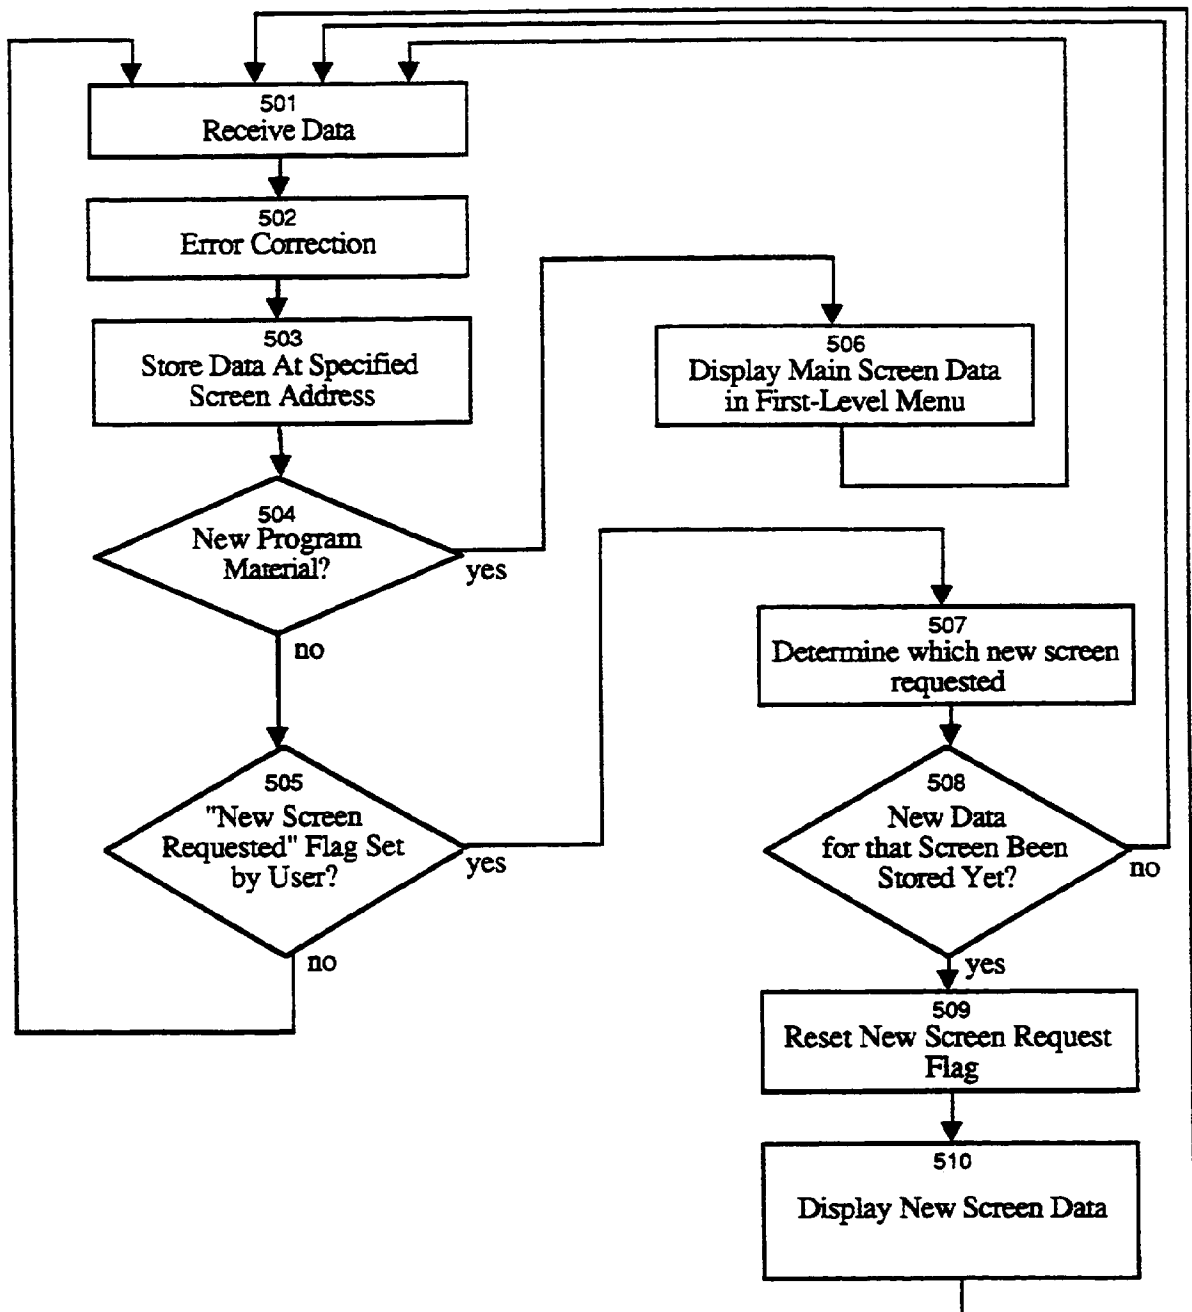 501
Receive Data
502
Error Correction
503
Store Data At Specified
Screen Address
504
New Program
Material?
yes
no
505
"New Screen
Requested" Flag Set
by User?
yes
no
506
Display Main Screen Data
in First-Level Menu
507
Determine which new screen
requested
508
New Data
for that Screen Been
Stored Yet?
no
yes
509
Reset New Screen Request
Flag
510
Display New Screen Data